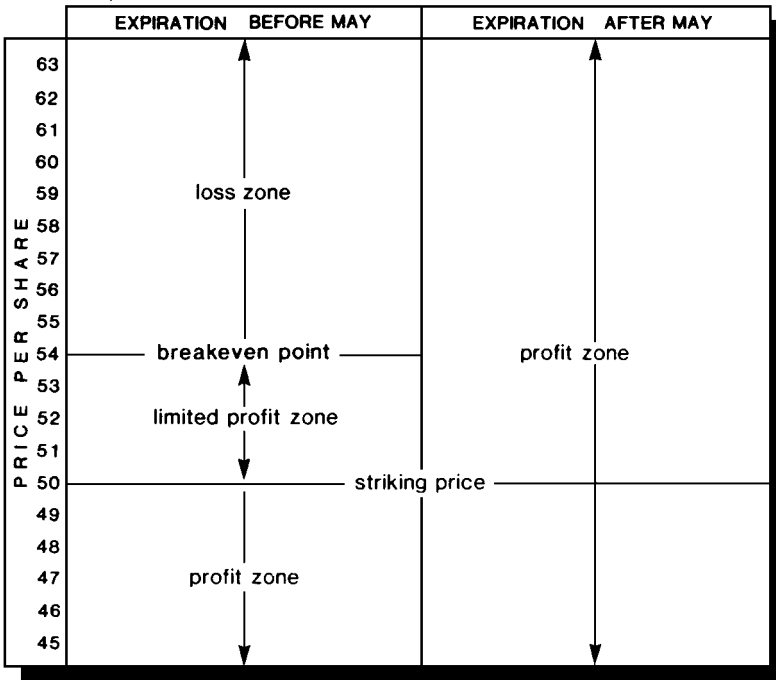 EXPIRATION BEFORE MAY
EXPIRATION AFTER MAY
PRICE PER SHARE
63
62
61
60
59
58
57
56
55
54
53
52
51
50
49
48
47
46
45
loss zone
breakeven point
limited profit zone
striking price
profit zone
profit zone